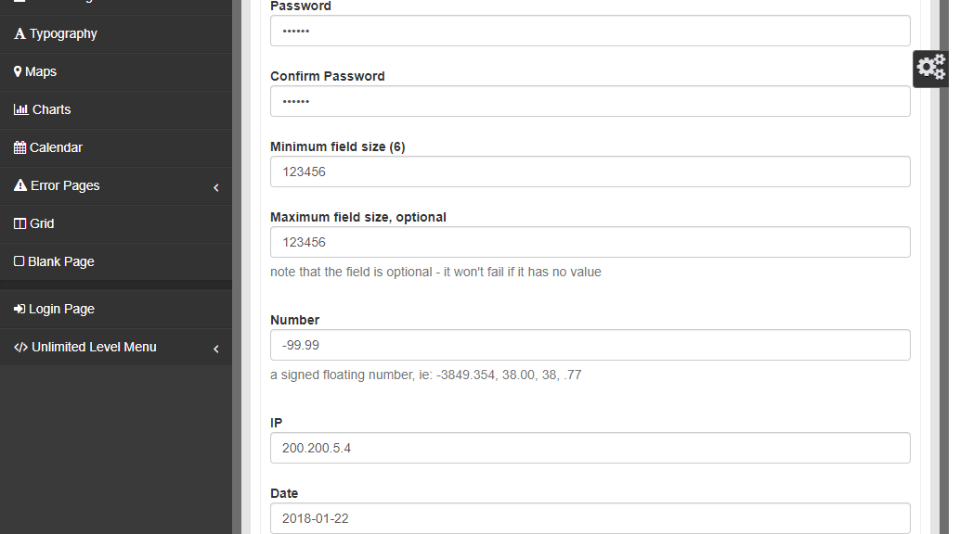 Typography
Maps
Charts
Calendar
Error Pages
Grid
Blank Page
Login Page
Unlimited Level Menu
Password
••••••
Confirm Password
••••••
Minimum field size (6)
123456
Maximum field size, optional
123456
note that the field is optional - it won't fail if it has no value
Number
-99.99
a signed floating number, ie: -3849.354, 38.00, 38, .77
IP
200.200.5.4
Date
2018-01-22